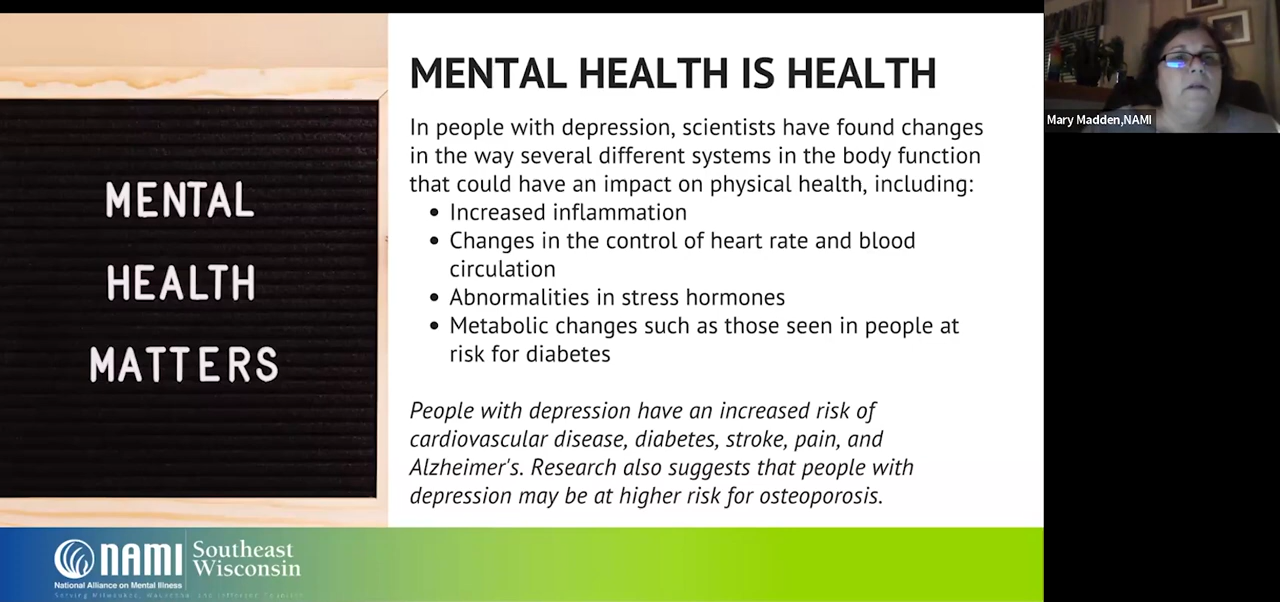 MENTAL
HEALTH
MATTERS
MENTAL HEALTH IS HEALTH
In people with depression, scientists have found changes
in the way several different systems in the body function
that could have an impact on physical health, including:
• Increased inflammation
• Changes in the control of heart rate and blood
circulation
• Abnormalities in stress hormones
• Metabolic changes such as those seen in people at
risk for diabetes
People with depression have an increased risk of
cardiovascular disease, diabetes, stroke, pain, and
Alzheimer's. Research also suggests that people with
depression may be at higher risk for osteoporosis.
nami
Southeast
Wisconsin
National Alliance on Mental Illness
Mary Madden,NAMI